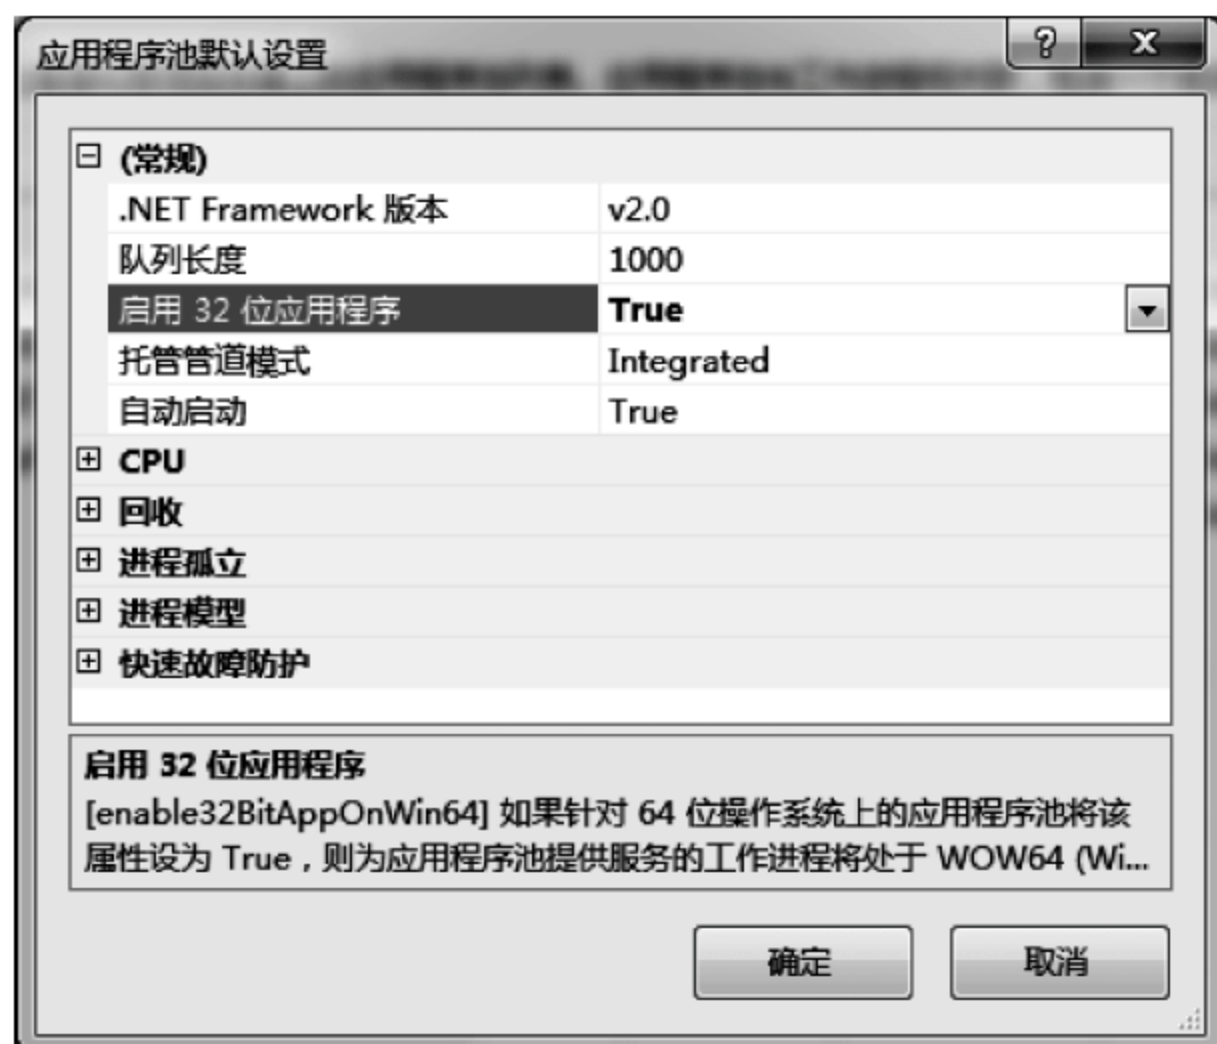 应用程序池默认设置
(常规)
.NET Framework 版本 v2.0
队列长度 1000
启用 32 位应用程序 True
托管管道模式 Integrated
自动启动 True
CPU
回收
进程孤立
进程模型
快速故障防护
启用 32 位应用程序
[enable32BitAppOnWin64] 如果针对 64 位操作系统上的应用程序池将该
属性设为 True，则为应用程序池提供服务的工作进程将处于 WOW64 (Wi...
确定 取消